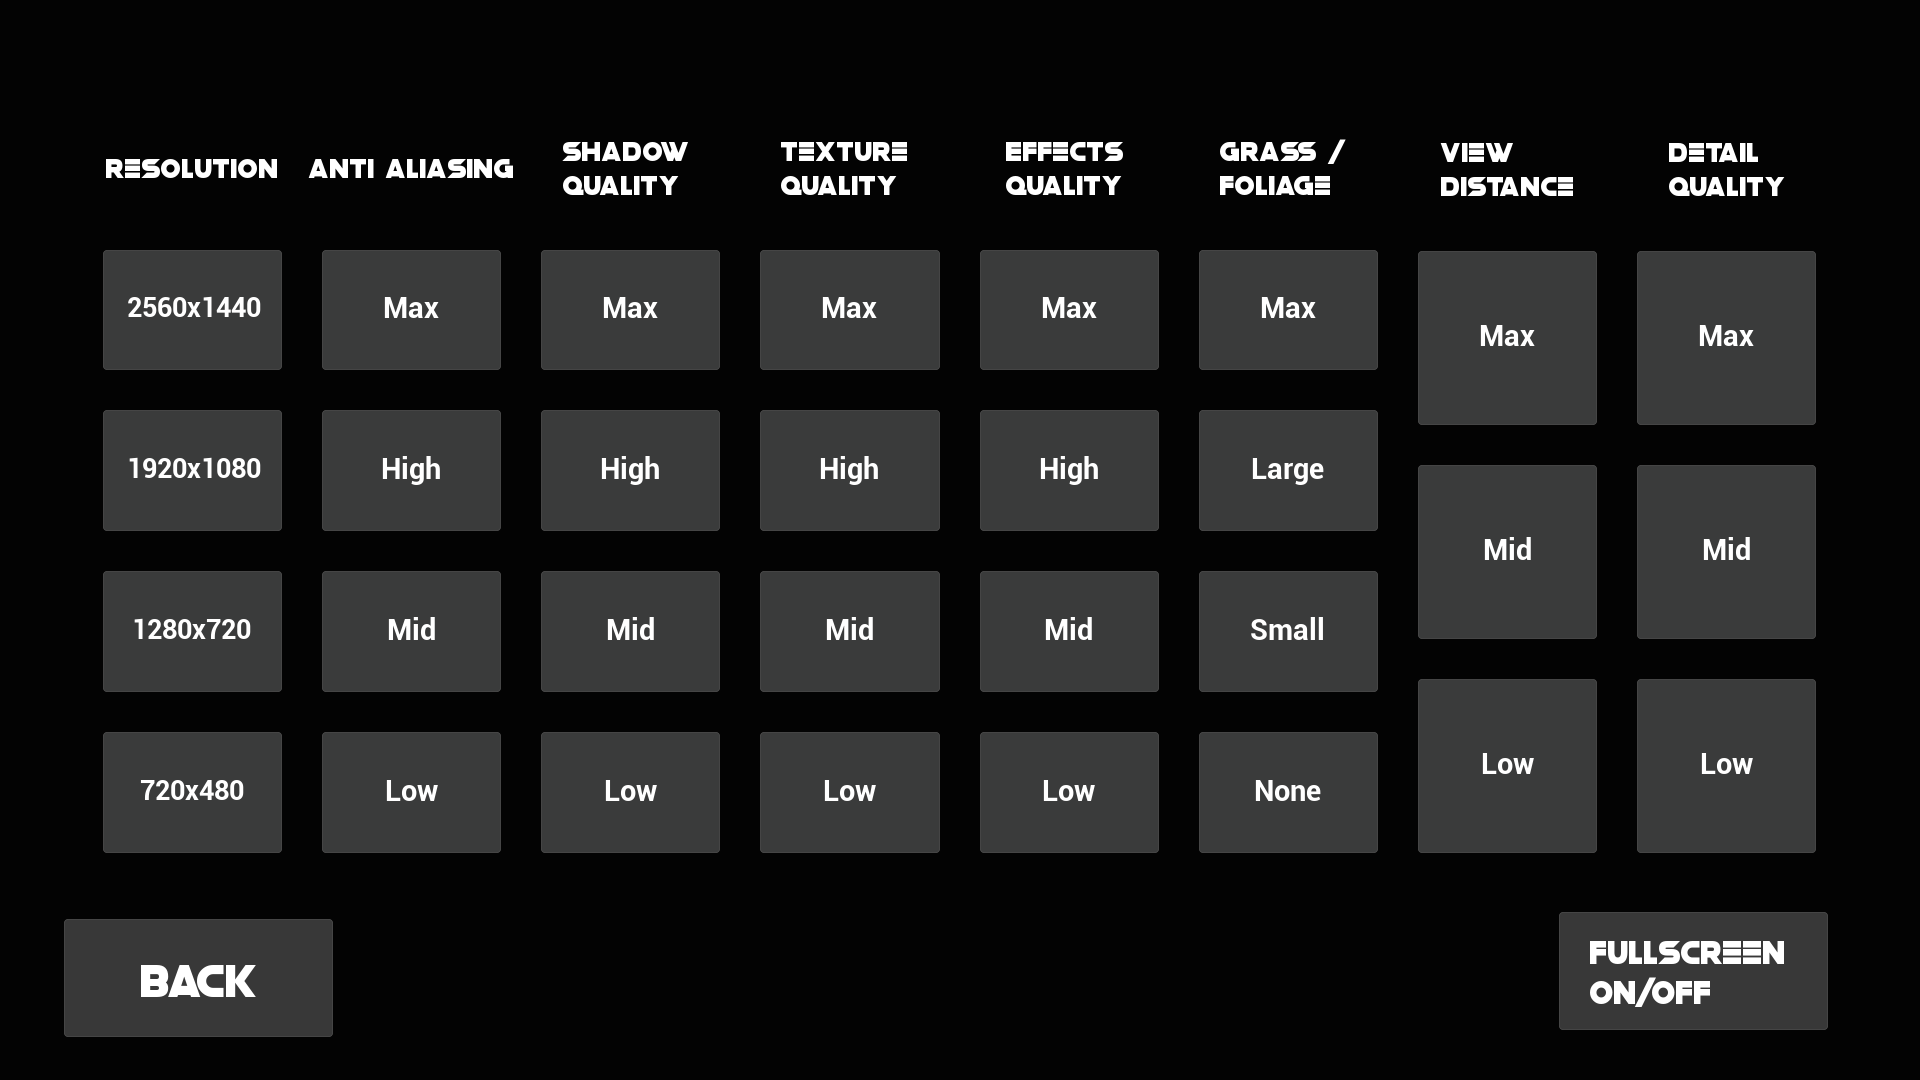 RESOLUTION
ANTI ALIASING
SHADOW
QUALITY
TEXTURE
QUALITY
EFFECTS
QUALITY
GRASS /
FOLIAGE
VIEW
DISTANCE
DETAIL
QUALITY
2560x1440
Max
Max
Max
Max
Max
Max
Max
1920x1080
High
High
High
High
Large
Mid
Mid
1280x720
Mid
Mid
Mid
Mid
Small
Low
Low
720x480
Low
Low
Low
Low
None
BACK
FULLSCREEN
ON/OFF